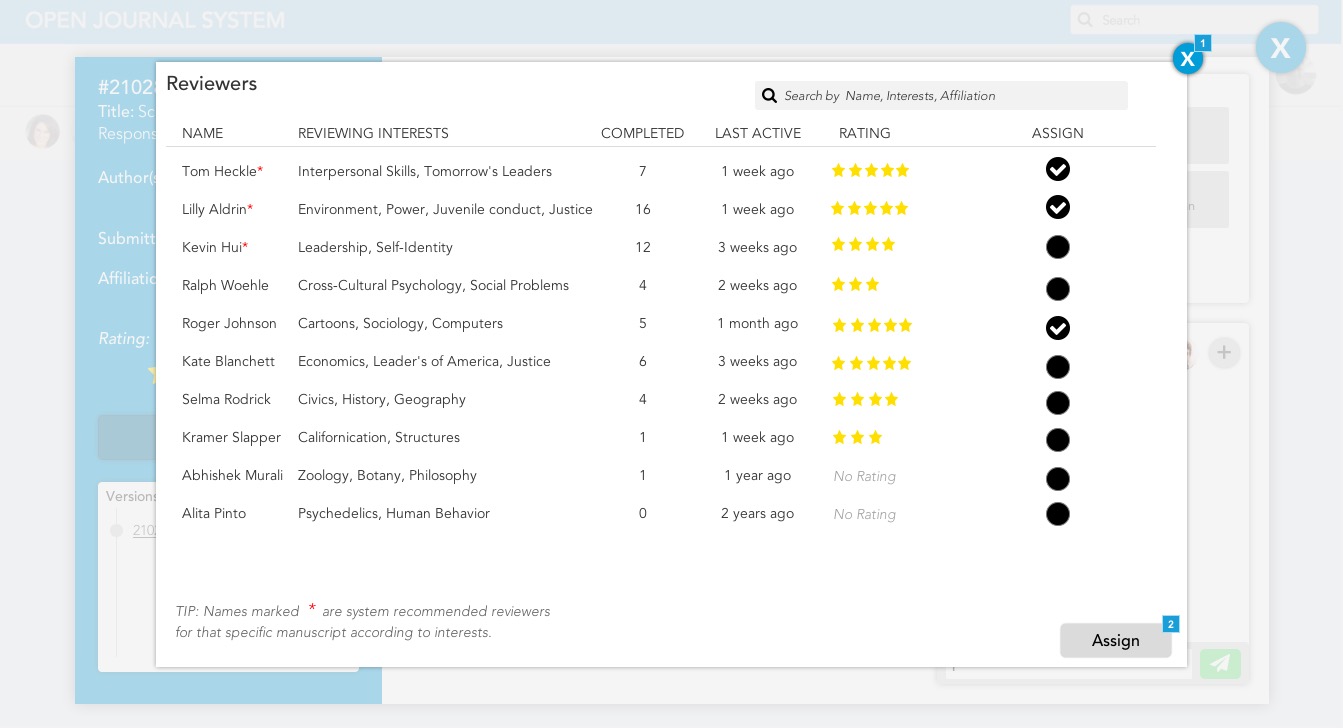 OPEN JOURNAL SYSTEM
Search
X
1
X
Reviewers
Search by Name, Interests, Affiliation
NAME REVIEWING INTERESTS COMPLETED LAST ACTIVE RATING ASSIGN
Tom Heckle* Interpersonal Skills, Tomorrow's Leaders 7 1 week ago
Lilly Aldrin* Environment, Power, Juvenile conduct, Justice 16 1 week ago
Kevin Hui* Leadership, Self-Identity 12 3 weeks ago
Ralph Woehle Cross-Cultural Psychology, Social Problems 4 2 weeks ago
Roger Johnson Cartoons, Sociology, Computers 5 1 month ago
Kate Blanchett Economics, Leader's of America, Justice 6 3 weeks ago
Selma Rodrick Civics, History, Geography 4 2 weeks ago
Kramer Slapper Californication, Structures 1 1 week ago
Abhishek Murali Zoology, Botany, Philosophy 1 1 year ago No Rating
Alita Pinto Psychedelics, Human Behavior 0 2 years ago No Rating
TIP: Names marked * are system recommended reviewers
for that specific manuscript according to interests.
2
Assign
#2102
Title: Sc
Respons
Author(s
Submitt
Affiliatio
Rating:
Versions
210